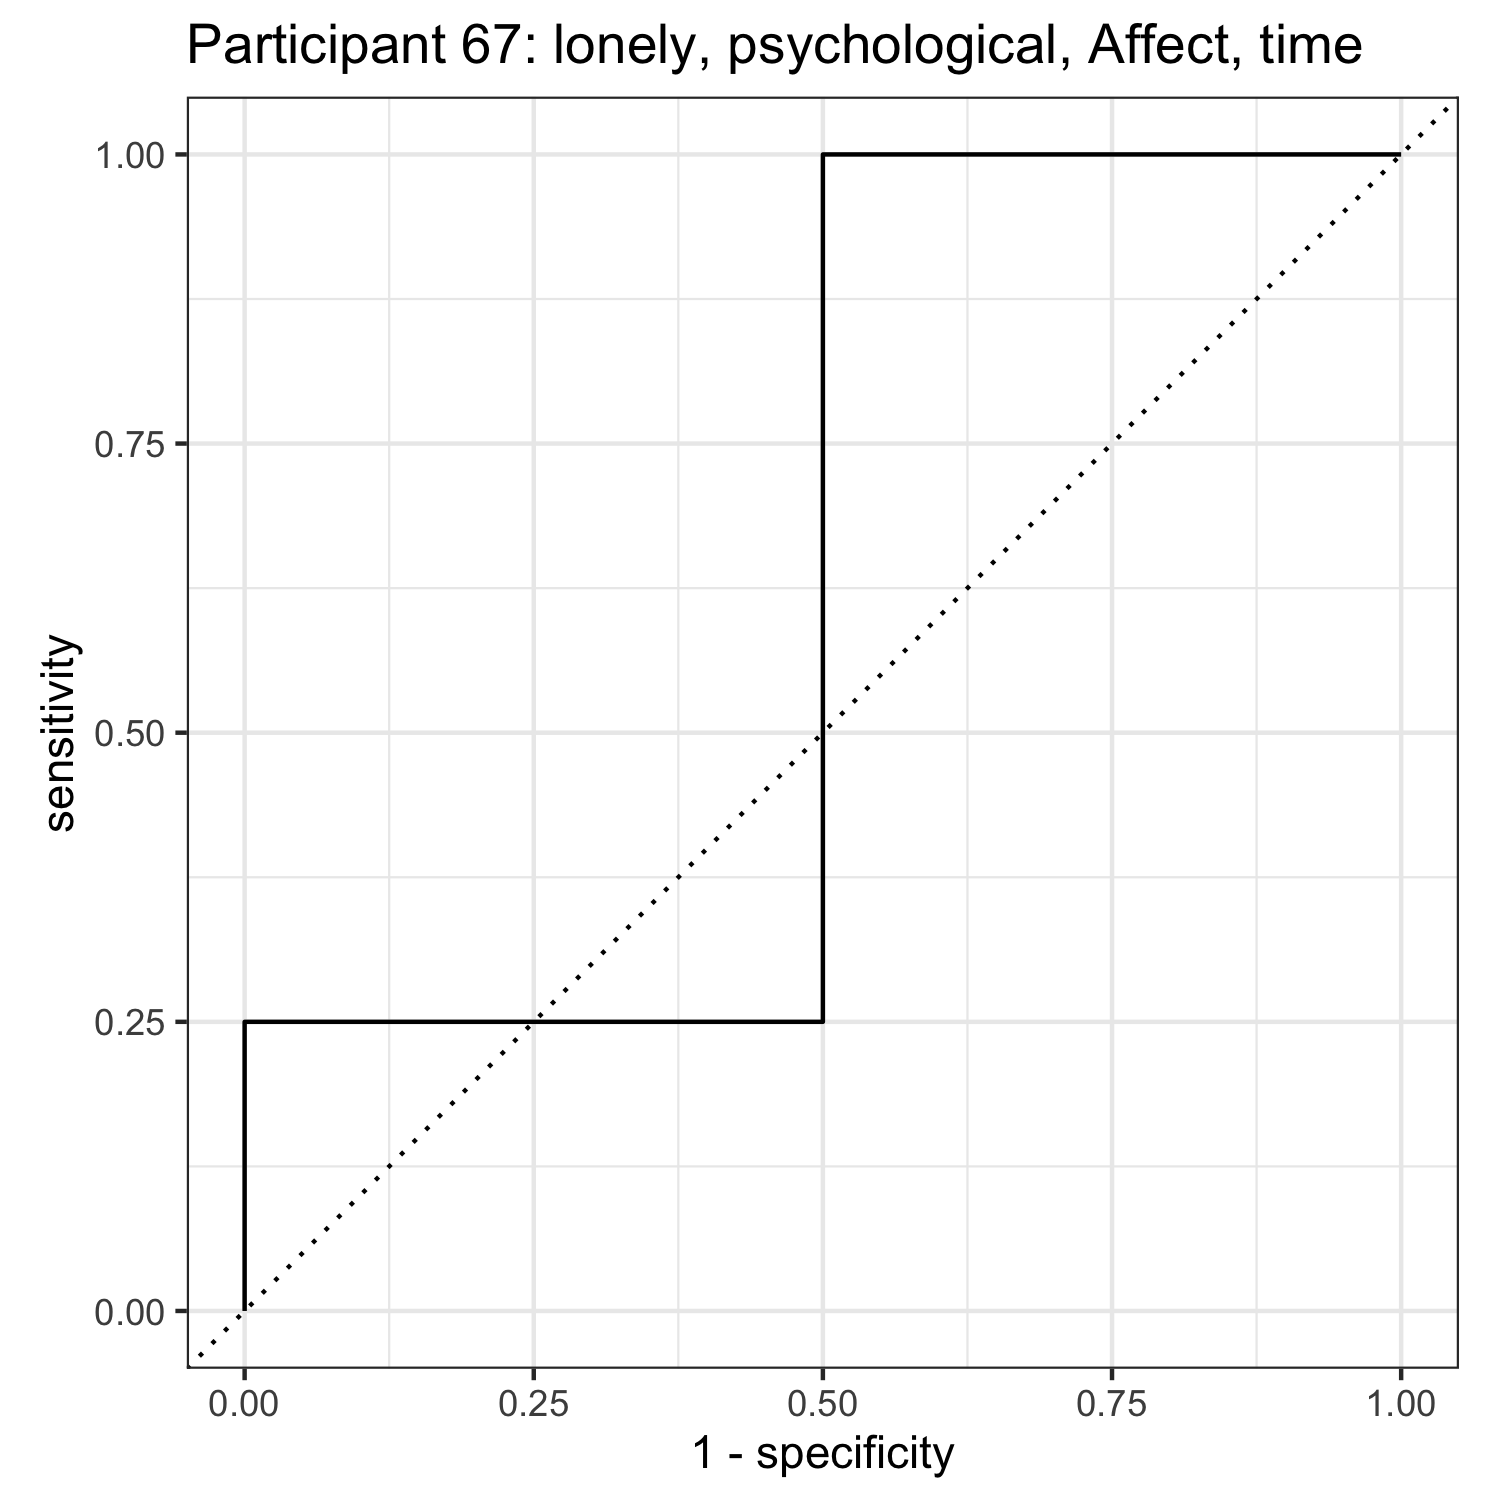 Participant 67: lonely, psychological, Affect, time
1.00
0.75
0.50
0.25
0.00
sensitivity
0.00 0.25 0.50 0.75 1.00
1 - specificity